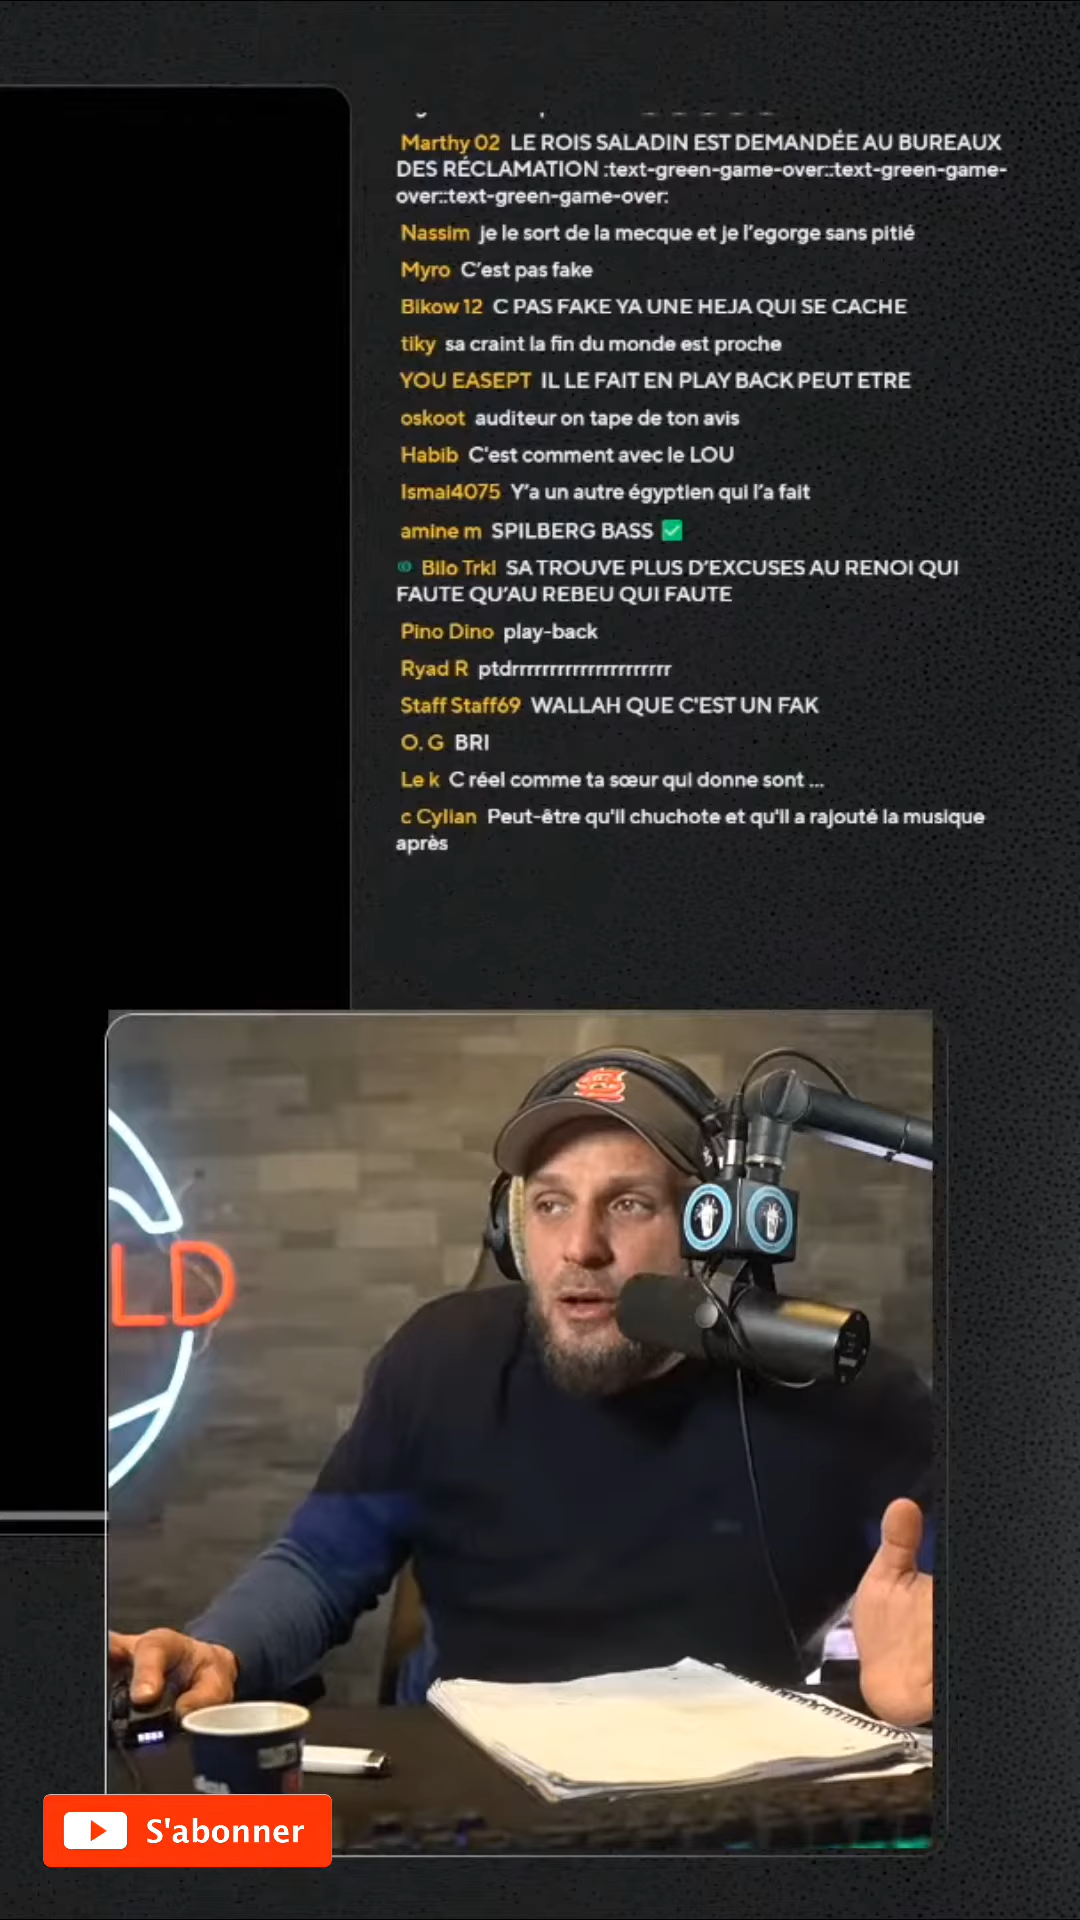 Marthy 02 LE ROIS SALADIN EST DEMANDÉE AU BUREAUX
DES RÉCLAMATION :text-green-game-over::text-green-game-
over::text-green-game-over:
Nassim je le sort de la mecque et je l'egorge sans pitié
Myro C'est pas fake
Bikow 12 C PAS FAKE YA UNE HEJA QUI SE CACHE
tiky sa craint la fin du monde est proche
YOU EASEPT IL LE FAIT EN PLAY BACK PEUT ETRE
oskoot auditeur on tape de ton avis
Habib C'est comment avec le LOU
Ismal4075 Y'a un autre égyptien qui l'a fait
amine m SPILBERG BASS ✅
Bilo Trkl SA TROUVE PLUS D'EXCUSES AU RENOI QUI
FAUTE QU'AU REBEU QUI FAUTE
Pino Dino play-back
Ryad R ptdrrrrrrrrrrrrrrrrrrrrr
Staff Staff69 WALLAH QUE C'EST UN FAK
O. G BRI
Le k C réel comme ta sœur qui donne sont ...
c Cylian Peut-être qu'il chuchote et qu'il a rajouté la musique
après
LD
S'abonner